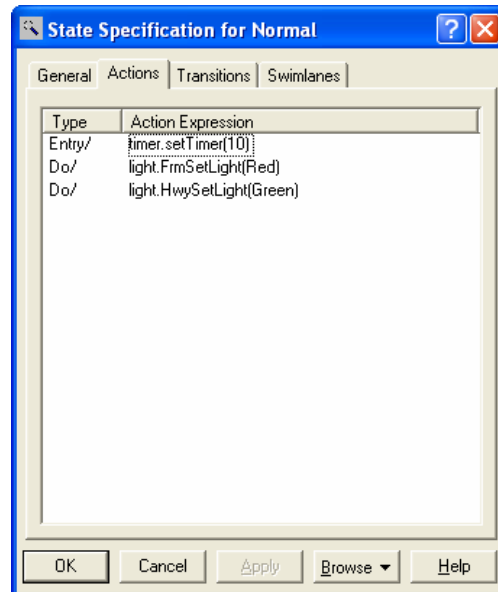 State Specification for Normal
General Actions Transitions Swimlanes
Type Action Expression
Entry/ timer.setTimer(10)
Do/ light.FrmSetLight(Red)
Do/ light.HwySetLight(Green)
OK Cancel Apply Browse Help